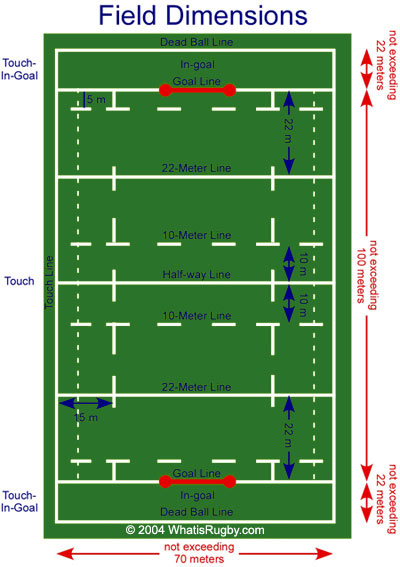 Field Dimensions
Dead Ball Line
Touch-
In-Goal
In-goal
not exceeding
22 meters
Goal Line
5 m
22 m
22-Meter Line
10-Meter Line
10 m
Touch
Touch Line
Half-way Line
not exceeding
100 meters
10 m
10-Meter Line
22-Meter Line
15 m
22 m
Goal Line
Touch-
In-Goal
In-goal
not exceeding
22 meters
Dead Ball Line
© 2004 WhatisRugby.com
not exceeding
70 meters